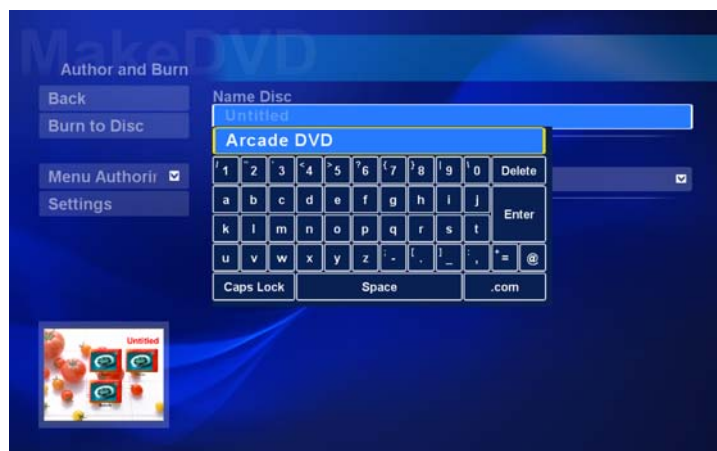 MakeDVD
Author and Burn
Back
Burn to Disc
Menu Authorin
Settings
Name Disc
Untitled
Arcade DVD
1 " 2 ' 3 < 4 > 5 ? 6 { 7 } 8 | 9 \ 0 Delete
a b c d e f g h i j
Enter
k l m n o p q r s t
u v w x y z ; - [ . ] _ : , + = @
Caps Lock Space .com
Untitled